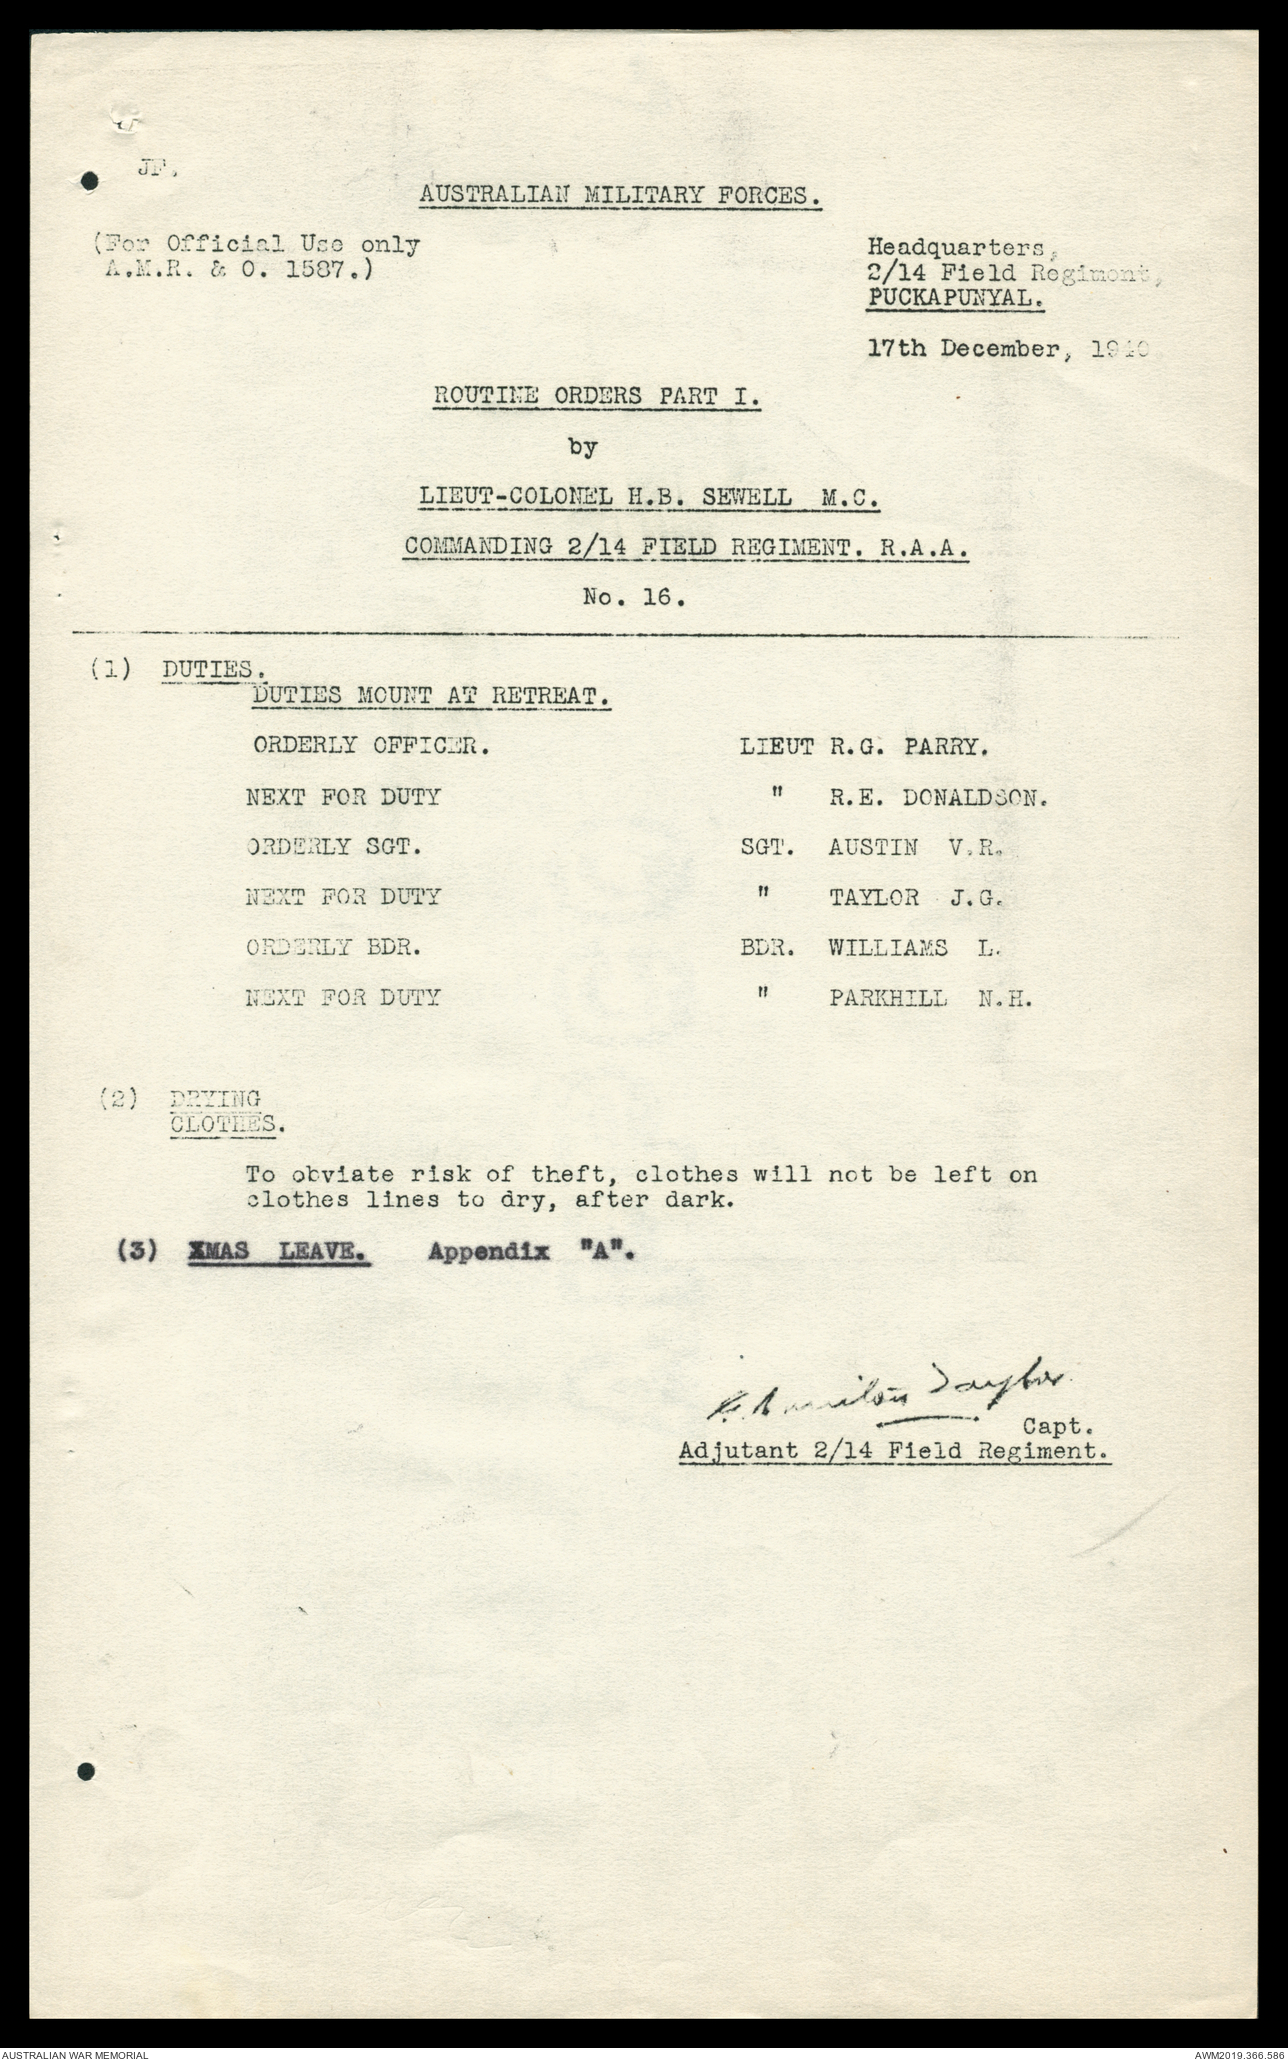 JF.
AUSTRALIAN MILITARY FORCES.
(For Official Use only
A.M.R. & O. 1587.)
Headquarters,
2/14 Field Regiment,
PUCKAPUNYAL.
17th December, 1940
ROUTINE ORDERS PART I.
by
LIEUT-COLONEL H.B. SEWELL M.C.
COMMANDING 2/14 FIELD REGIMENT. R.A.A.
No. 16.
(1) DUTIES.
DUTIES MOUNT AT RETREAT.
ORDERLY OFFICER. LIEUT R.G. PARRY.
NEXT FOR DUTY " R.E. DONALDSON.
ORDERLY SGT. SGT. AUSTIN V.R.
NEXT FOR DUTY " TAYLOR J.G.
ORDERLY BDR. BDR. WILLIAMS L.
NEXT FOR DUTY " PARKHILL N.H.
(2) DRYING
CLOTHES.
To obviate risk of theft, clothes will not be left on
clothes lines to dry, after dark.
(3) XMAS LEAVE. Appendix "A".
Taylor
Capt.
Adjutant 2/14 Field Regiment.
AUSTRALIAN WAR MEMORIAL
AWM2019.366.586